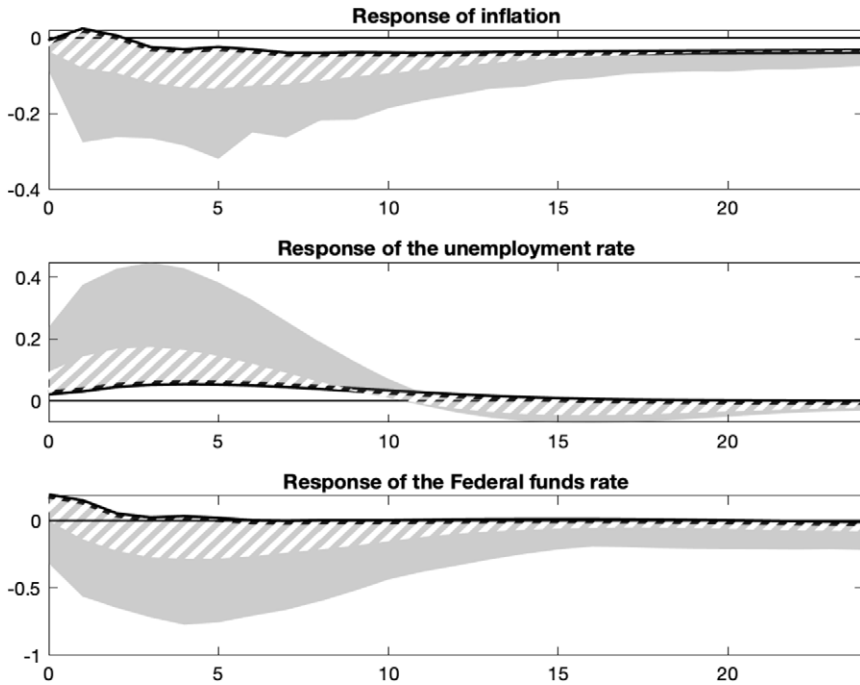 Response of inflation
0
-0.2
-0.4
0 5 10 15 20
Response of the unemployment rate
0.4
0.2
0
0 5 10 15 20
Response of the Federal funds rate
0
-0.5
-1
0 5 10 15 20